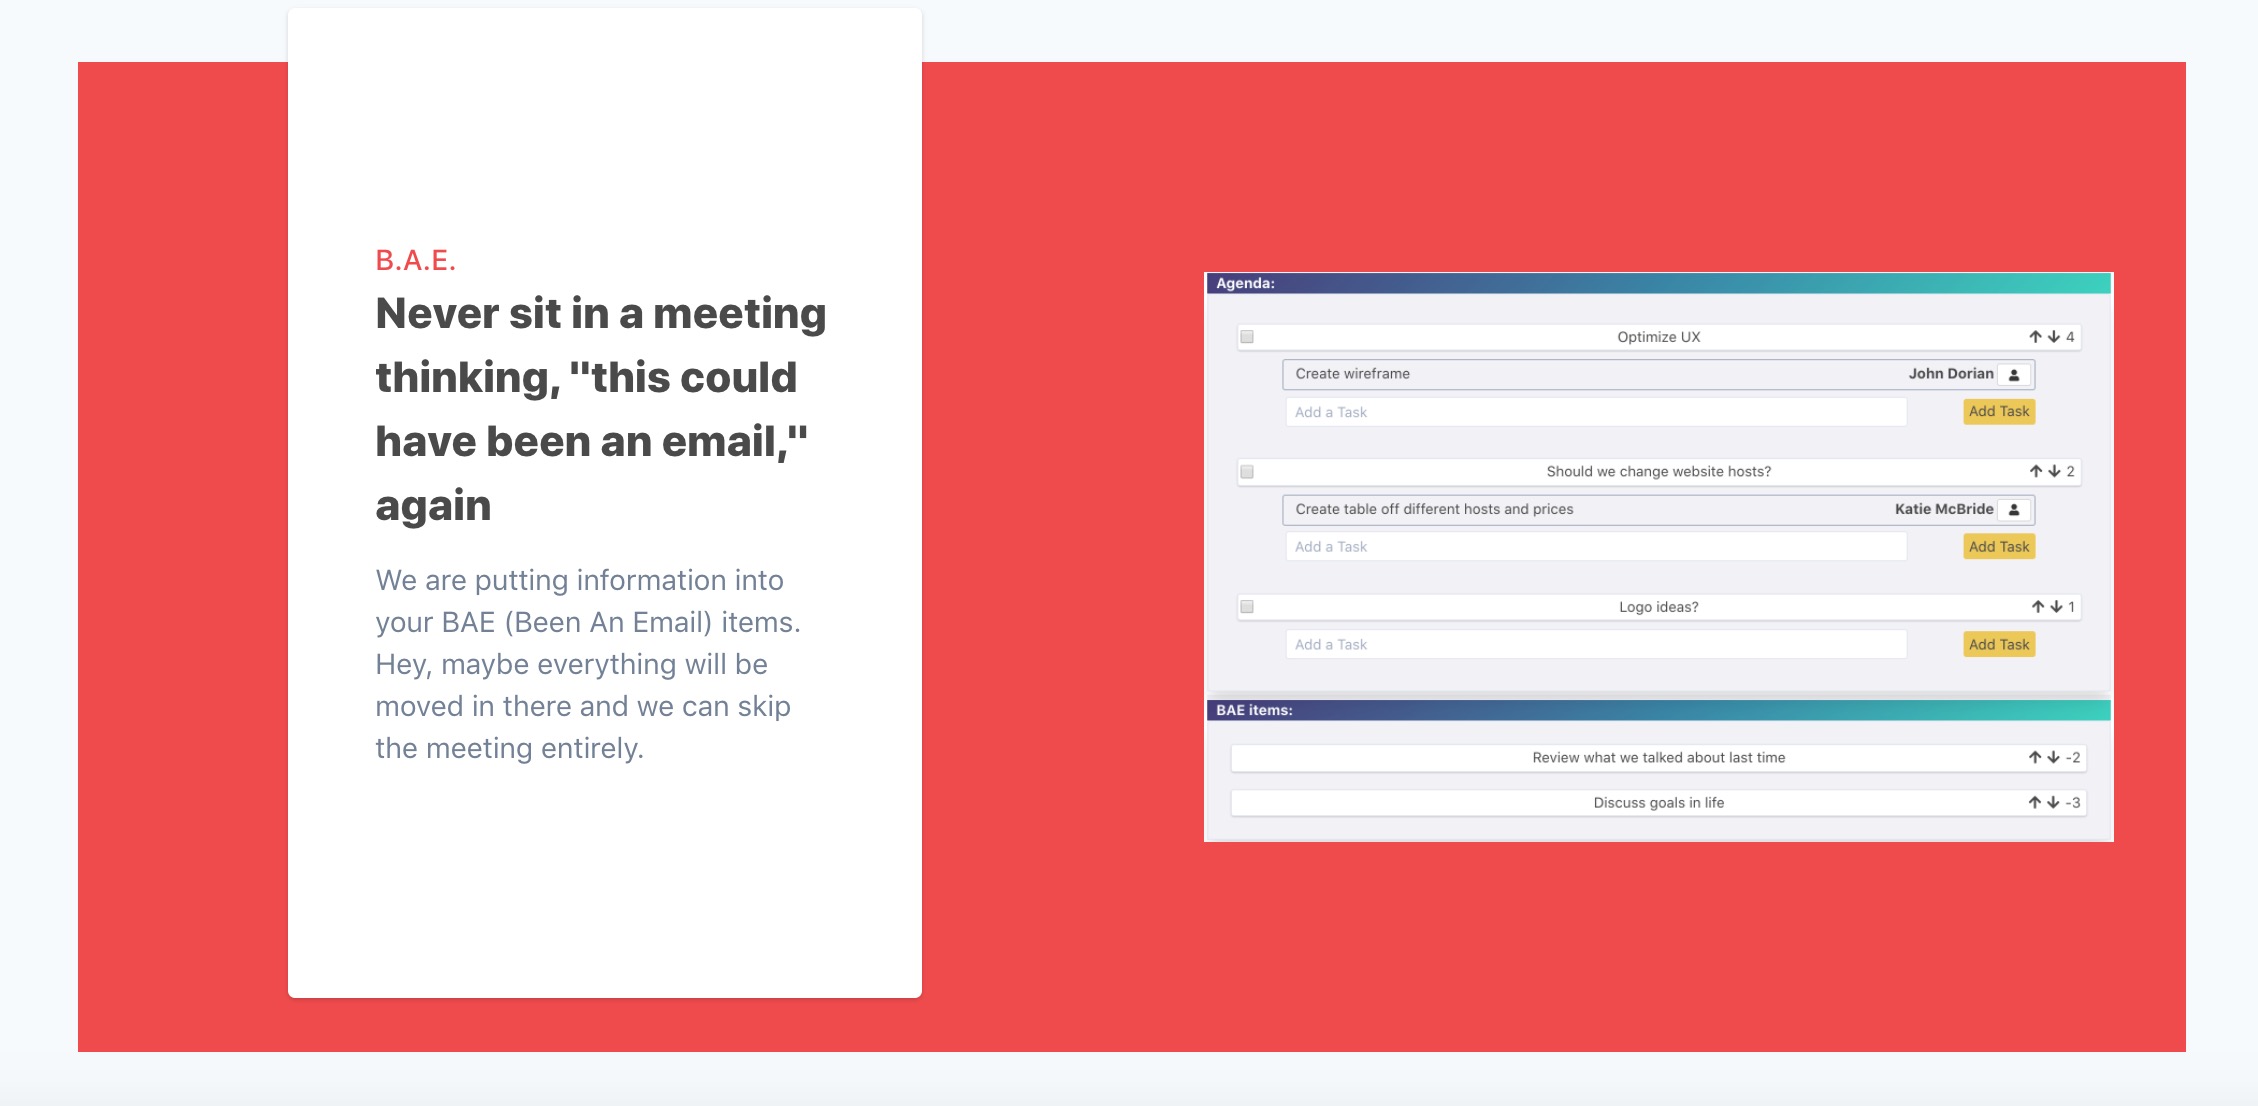 B.A.E.
Never sit in a meeting
thinking, "this could
have been an email,"
again
We are putting information into
your BAE (Been An Email) items.
Hey, maybe everything will be
moved in there and we can skip
the meeting entirely.
Agenda:
Optimize UX 4
Create wireframe John Dorian
Add a Task Add Task
Should we change website hosts? 2
Create table off different hosts and prices Katie McBride
Add a Task Add Task
Logo ideas? 1
Add a Task Add Task
BAE items:
Review what we talked about last time -2
Discuss goals in life -3